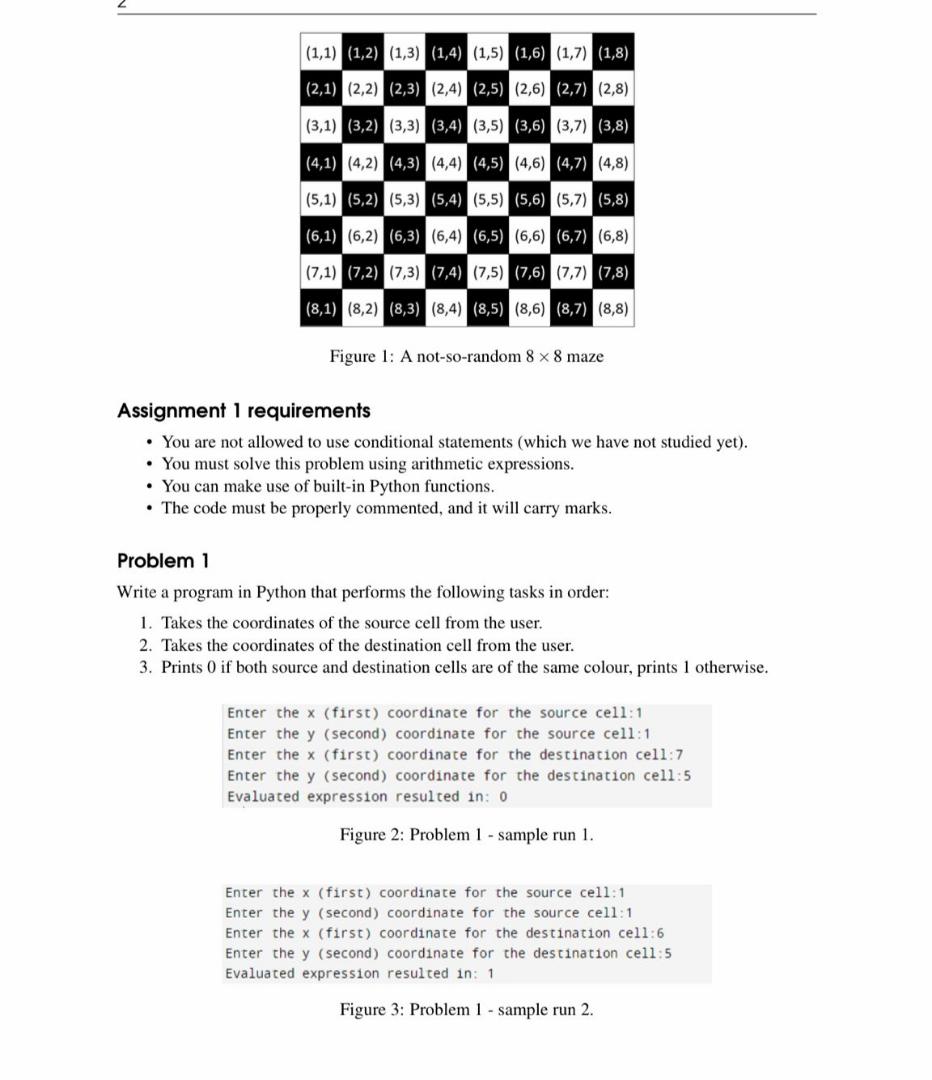 2
(1,1) (1,2) (1,3) (1,4) (1,5) (1,6) (1,7) (1,8)
(2,1) (2,2) (2,3) (2,4) (2,5) (2,6) (2,7) (2,8)
(3,1) (3,2) (3,3) (3,4) (3,5) (3,6) (3,7) (3,8)
(4,1) (4,2) (4,3) (4,4) (4,5) (4,6) (4,7) (4,8)
(5,1) (5,2) (5,3) (5,4) (5,5) (5,6) (5,7) (5,8)
(6,1) (6,2) (6,3) (6,4) (6,5) (6,6) (6,7) (6,8)
(7,1) (7,2) (7,3) (7,4) (7,5) (7,6) (7,7) (7,8)
(8,1) (8,2) (8,3) (8,4) (8,5) (8,6) (8,7) (8,8)
Figure 1: A not-so-random 8 × 8 maze
Assignment 1 requirements
• You are not allowed to use conditional statements (which we have not studied yet).
• You must solve this problem using arithmetic expressions.
• You can make use of built-in Python functions.
• The code must be properly commented, and it will carry marks.
Problem 1
Write a program in Python that performs the following tasks in order:
1. Takes the coordinates of the source cell from the user.
2. Takes the coordinates of the destination cell from the user.
3. Prints 0 if both source and destination cells are of the same colour, prints 1 otherwise.
Enter the x (first) coordinate for the source cell:1
Enter the y (second) coordinate for the source cell:1
Enter the x (first) coordinate for the destination cell:7
Enter the y (second) coordinate for the destination cell:5
Evaluated expression resulted in: 0
Figure 2: Problem 1 - sample run 1.
Enter the x (first) coordinate for the source cell:1
Enter the y (second) coordinate for the source cell:1
Enter the x (first) coordinate for the destination cell:6
Enter the y (second) coordinate for the destination cell:5
Evaluated expression resulted in: 1
Figure 3: Problem 1 - sample run 2.